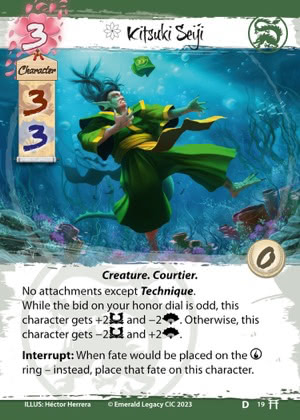 3
Kitsuki Seiji
Character
3
3
0
Creature. Courtier.
No attachments except Technique.
While the bid on your honor dial is odd, this
character gets +2 and −2. Otherwise, this
character gets −2 and +2.
Interrupt: When fate would be placed on the
ring – instead, place that fate on this character.
ILLUS: Héctor Herrera © Emerald Legacy CIC 2023 D 19